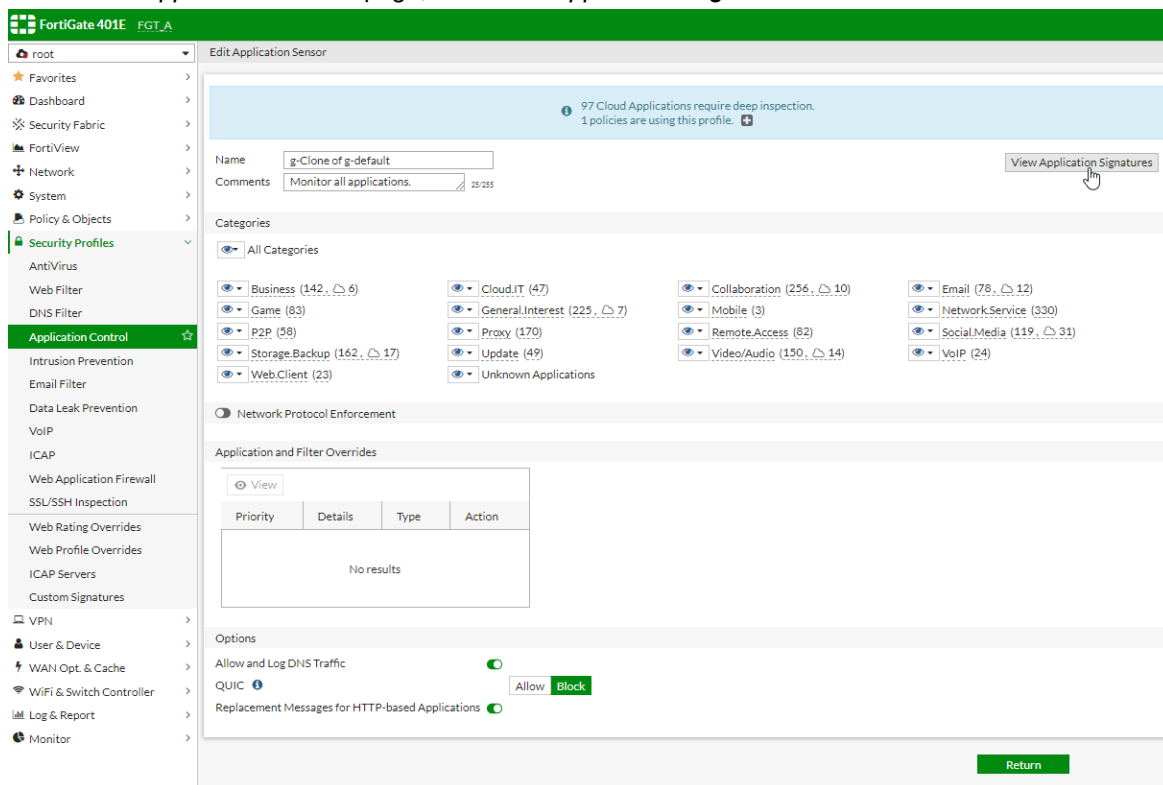 FortiGate 401E FGT_A
root
Edit Application Sensor
Favorites
Dashboard
Security Fabric
FortiView
Network
System
Policy & Objects
Security Profiles
AntiVirus
Web Filter
DNS Filter
Application Control
Intrusion Prevention
Email Filter
Data Leak Prevention
VoIP
ICAP
Web Application Firewall
SSL/SSH Inspection
Web Rating Overrides
Web Profile Overrides
ICAP Servers
Custom Signatures
VPN
User & Device
WAN Opt. & Cache
WiFi & Switch Controller
Log & Report
Monitor
97 Cloud Applications require deep inspection.
1 policies are using this profile.
Name g-Clone of g-default
View Application Signatures
Comments Monitor all applications. 25/255
Categories
All Categories
Business (142, 6) Cloud.IT (47) Collaboration (256, 10) Email (78, 12)
Game (83) General.Interest (225, 7) Mobile (3) Network.Service (330)
P2P (58) Proxy (170) Remote.Access (82) Social.Media (119, 31)
Storage.Backup (162, 17) Update (49) Video/Audio (150, 14) VoIP (24)
Web.Client (23) Unknown Applications
Network Protocol Enforcement
Application and Filter Overrides
View
Priority Details Type Action
No results
Options
Allow and Log DNS Traffic
QUIC Allow Block
Replacement Messages for HTTP-based Applications
Return